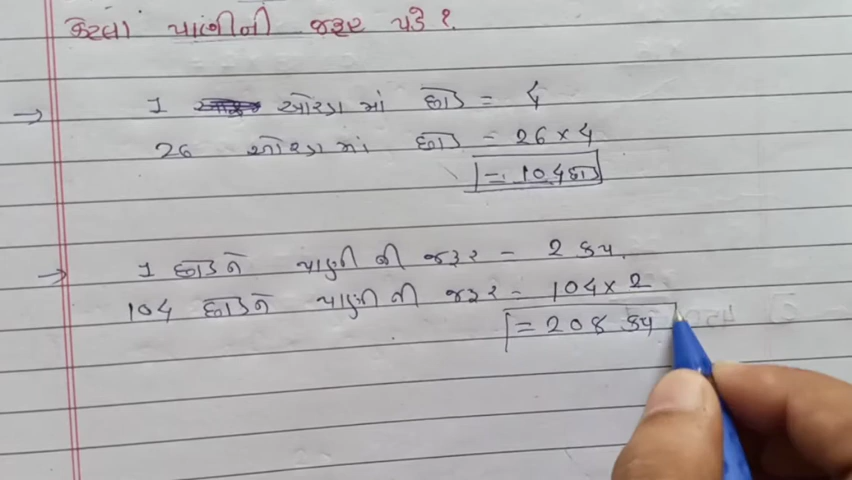 કેટલાં પાણીની જરૂર પડે ?
→ 1 ઓરડા માં છોડ = 4
26 ઓરડા માં છોડ = 26 × 4
= 104 છોડ
→ 1 છોડને પાણી ની જરૂર = 2 કપ.
104 છોડને પાણી ની જરૂર = 104 × 2
= 208 કપ